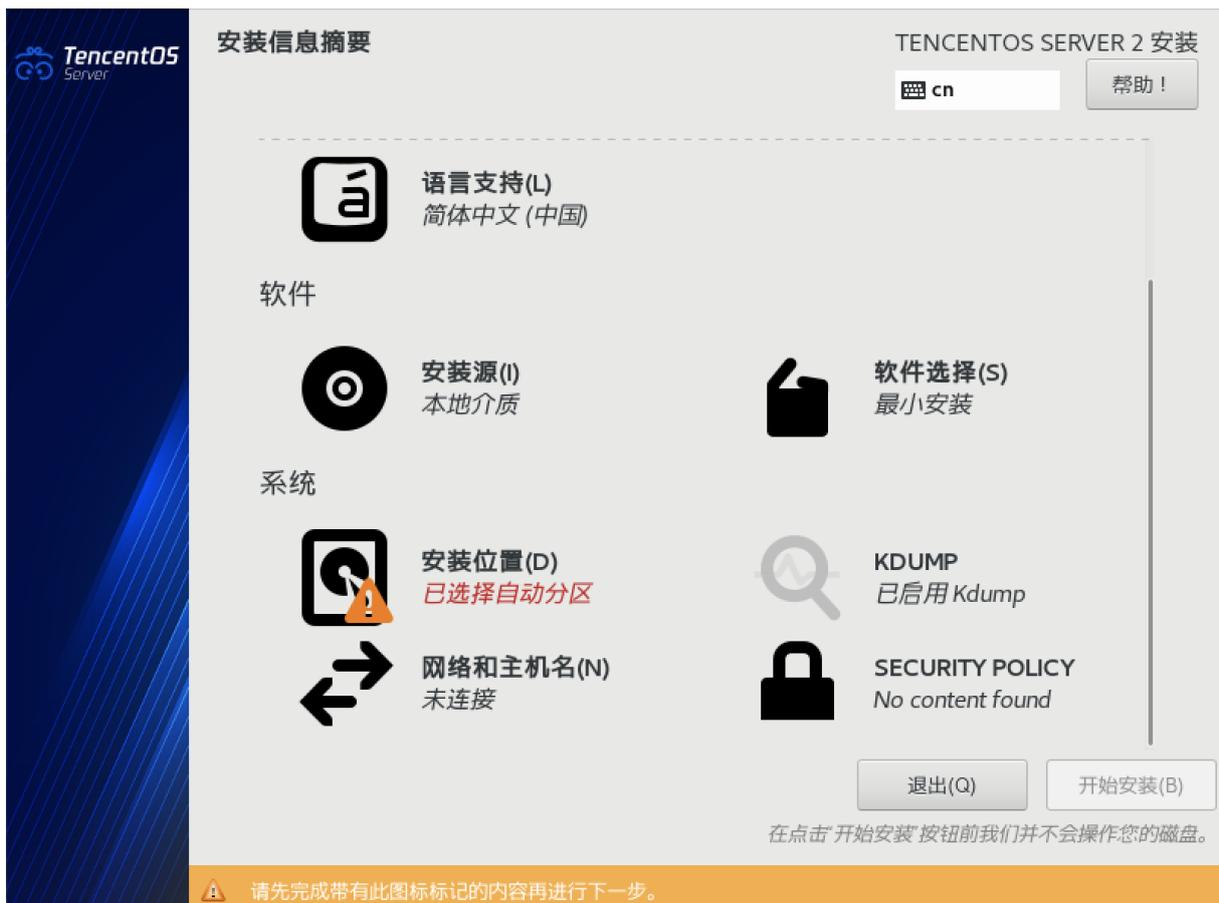 TencentOS
Server
安装信息摘要
TENCENTOS SERVER 2 安装
cn
帮助！
á
语言支持(L)
简体中文 (中国)
软件
安装源(I)
本地介质
软件选择(S)
最小安装
系统
安装位置(D)
已选择自动分区
KDUMP
已启用 Kdump
网络和主机名(N)
未连接
SECURITY POLICY
No content found
退出(Q)
开始安装(B)
在点击"开始安装"按钮前我们并不会操作您的磁盘。
请先完成带有此图标标记的内容再进行下一步。